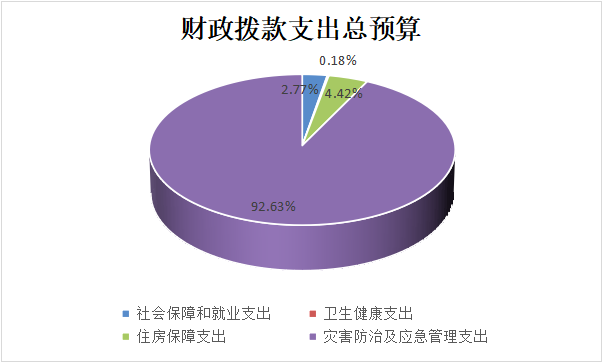 财政拨款支出总预算
0.18%
2.77%
4.42%
92.63%
社会保障和就业支出
卫生健康支出
住房保障支出
灾害防治及应急管理支出